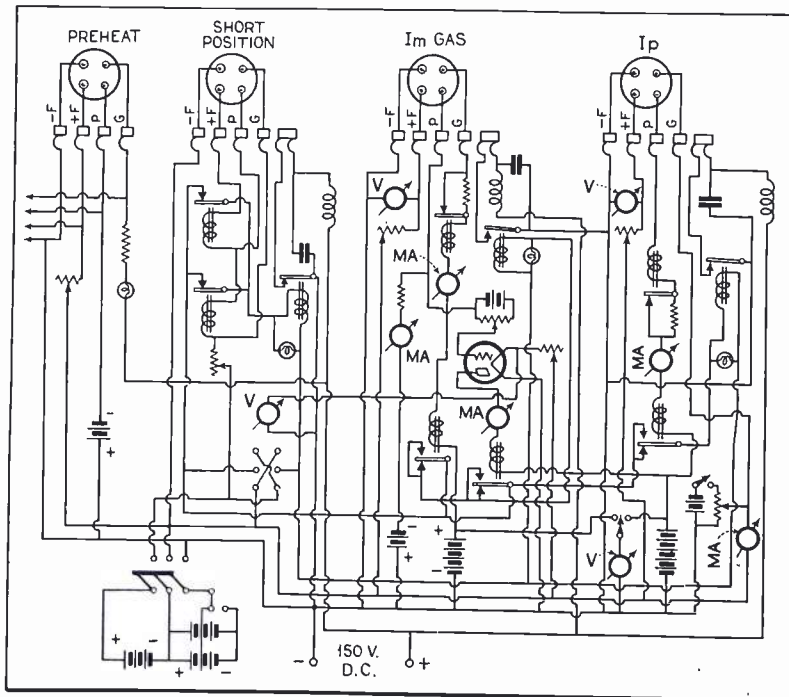 PREHEAT
SHORT
POSITION
Im GAS
Ip
-F
+F
P
G
-F
+F
P
G
-F
+F
P
G
-F
+F
P
G
V
V
MA
MA
MA
MA
V
V
MA
-
+
-
+
+
-
+
-
+
-
-
150 V.
D.C.
+